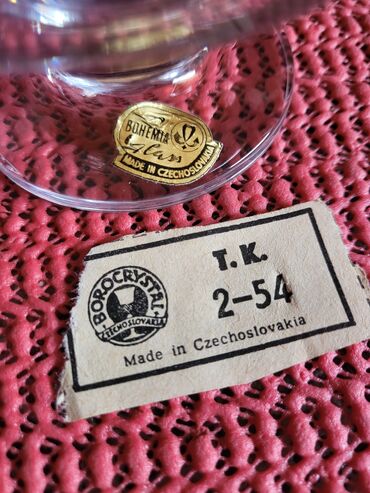 BOHEMIA
Glass
MADE IN CZECHOSLOVAKIA
BOROCRYSTAL
CZECHOSLOVAKIA
T. K.
2-54
Made in Czechoslovakia